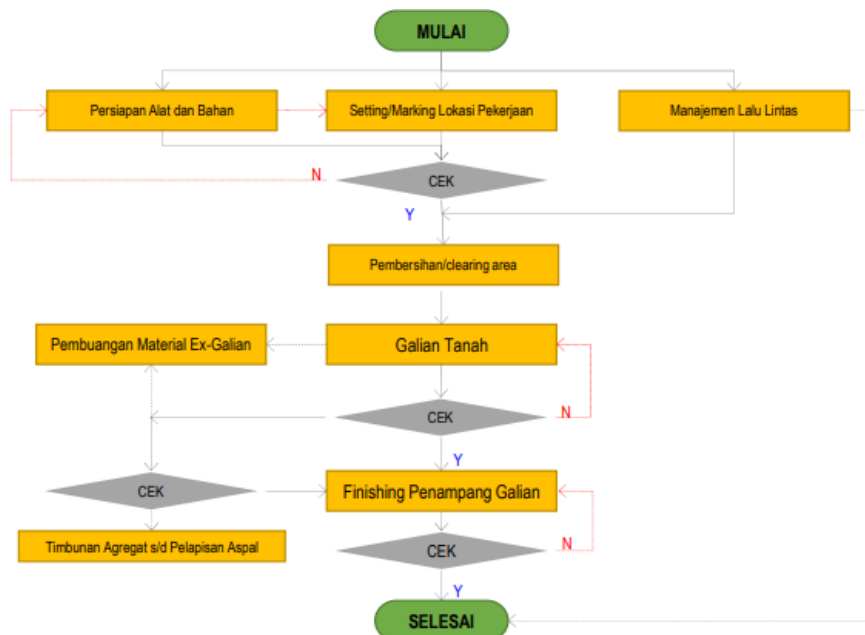 MULAI
Persiapan Alat dan Bahan
Setting/Marking Lokasi Pekerjaan
Manajemen Lalu Lintas
N
CEK
Y
Pembersihan/clearing area
Pembuangan Material Ex-Galian
Galian Tanah
CEK
N
Y
CEK
Finishing Penampang Galian
Timbunan Agregat s/d Pelapisan Aspal
CEK
N
Y
SELESAI